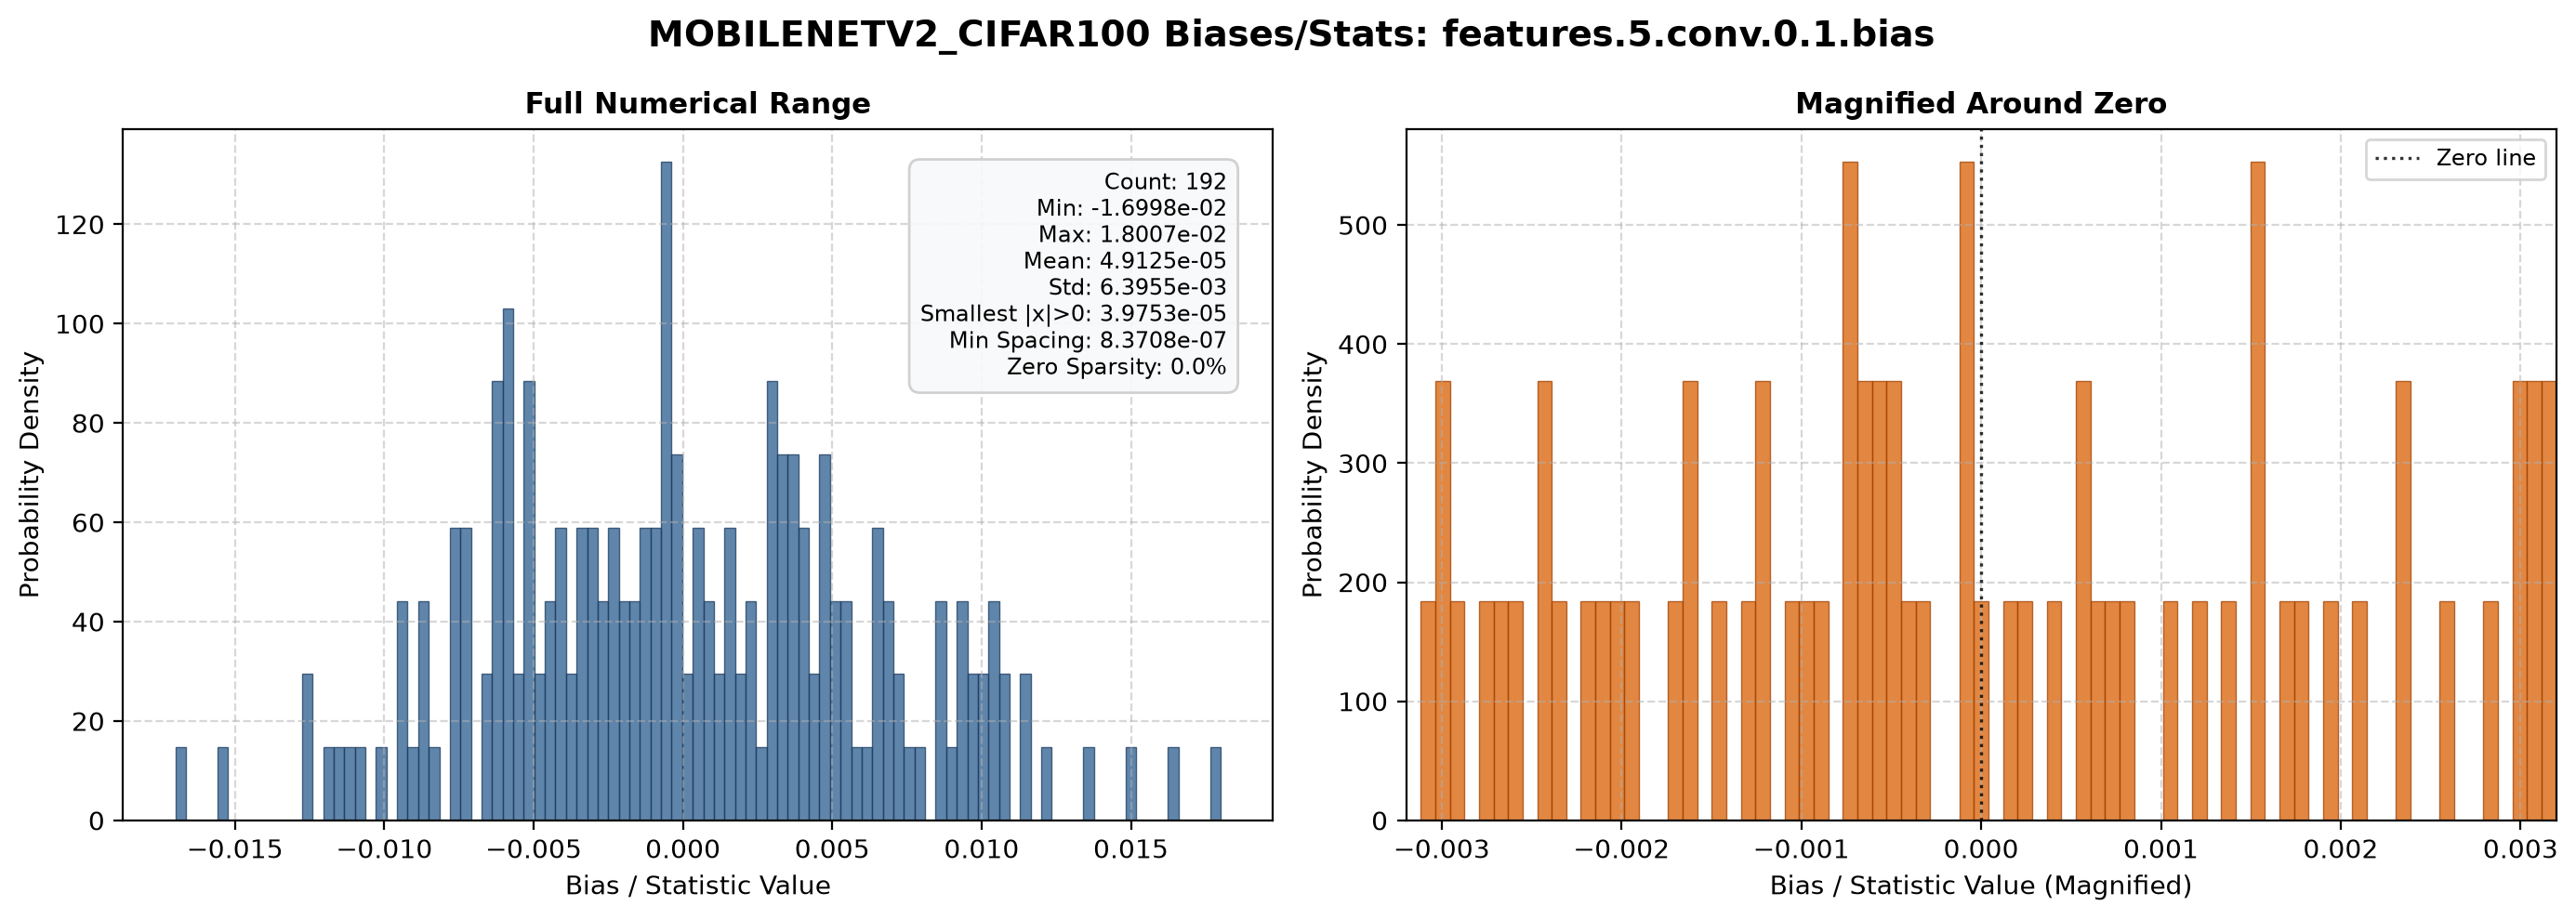 MOBILENETV2_CIFAR100 Biases/Stats: features.5.conv.0.1.bias
Full Numerical Range
Probability Density
120
100
80
60
40
20
0
Count: 192
Min: -1.6998e-02
Max: 1.8007e-02
Mean: 4.9125e-05
Std: 6.3955e-03
Smallest |x|>0: 3.9753e-05
Min Spacing: 8.3708e-07
Zero Sparsity: 0.0%
−0.015 −0.010 −0.005 0.000 0.005 0.010 0.015
Bias / Statistic Value
Magnified Around Zero
Probability Density
500
400
300
200
100
0
Zero line
−0.003 −0.002 −0.001 0.000 0.001 0.002 0.003
Bias / Statistic Value (Magnified)